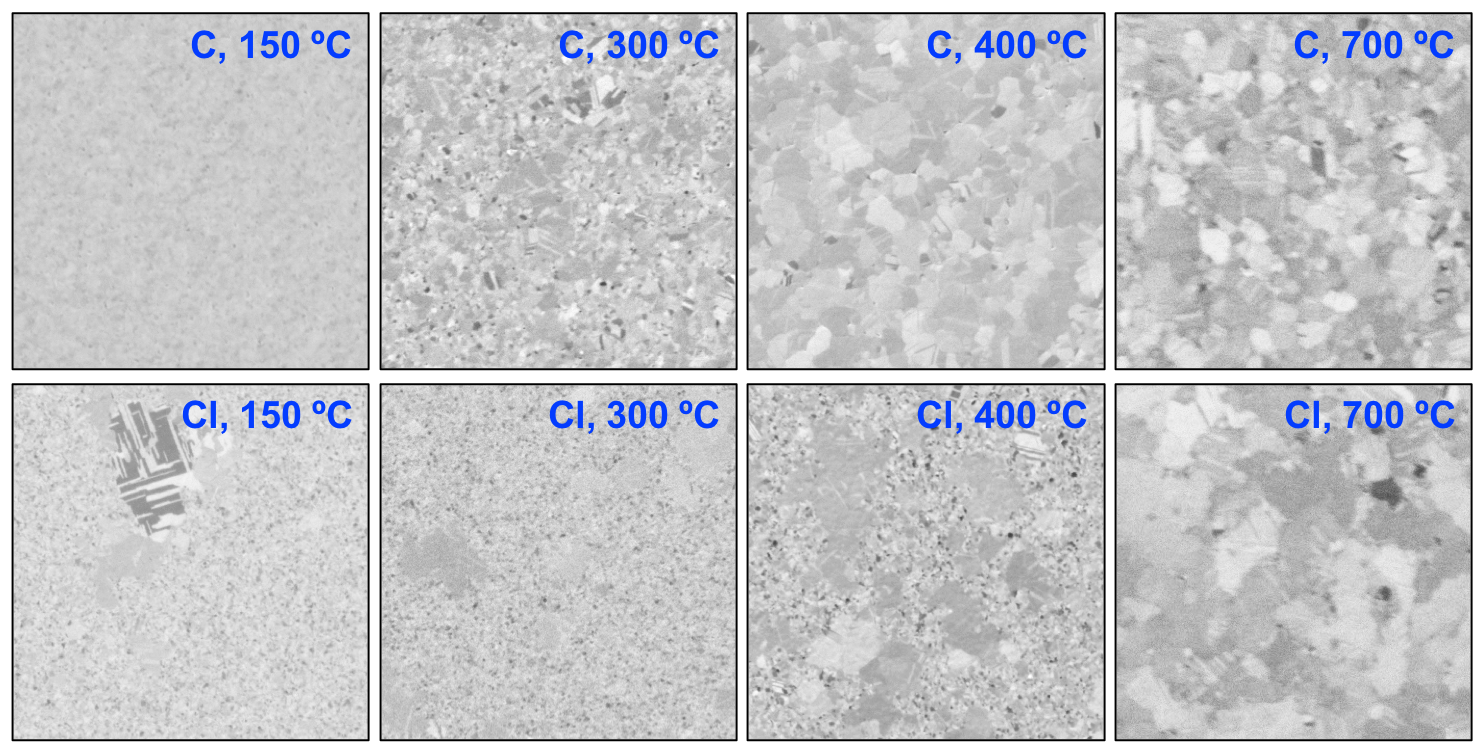 C, 150 ºC
C, 300 ºC
C, 400 ºC
C, 700 ºC
CI, 150 ºC
CI, 300 ºC
CI, 400 ºC
CI, 700 ºC